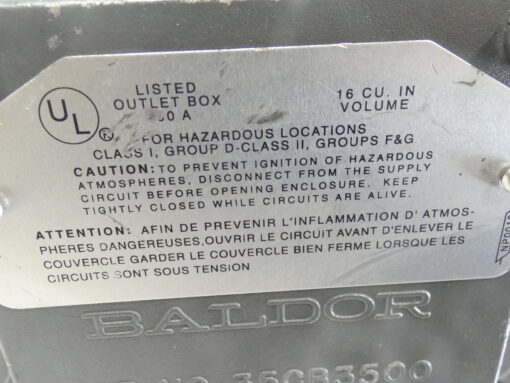 UL
®
LISTED
OUTLET BOX
0 A
16 CU. IN
VOLUME
FOR HAZARDOUS LOCATIONS
CLASS I, GROUP D-CLASS II, GROUPS F&G
CAUTION: TO PREVENT IGNITION OF HAZARDOUS
ATMOSPHERES, DISCONNECT FROM THE SUPPLY
CIRCUIT BEFORE OPENING ENCLOSURE. KEEP
TIGHTLY CLOSED WHILE CIRCUITS ARE ALIVE.
ATTENTION: AFIN DE PREVENIR L'INFLAMMATION D' ATMOS-
PHERES DANGEREUSES, OUVRIR LE CIRCUIT AVANT D'ENLEVER LE
COUVERCLE GARDER LE COUVERCLE BIEN FERME LORSQUE LES
CIRCUITS SONT SOUS TENSION
BALDOR
NO. 35CB3500